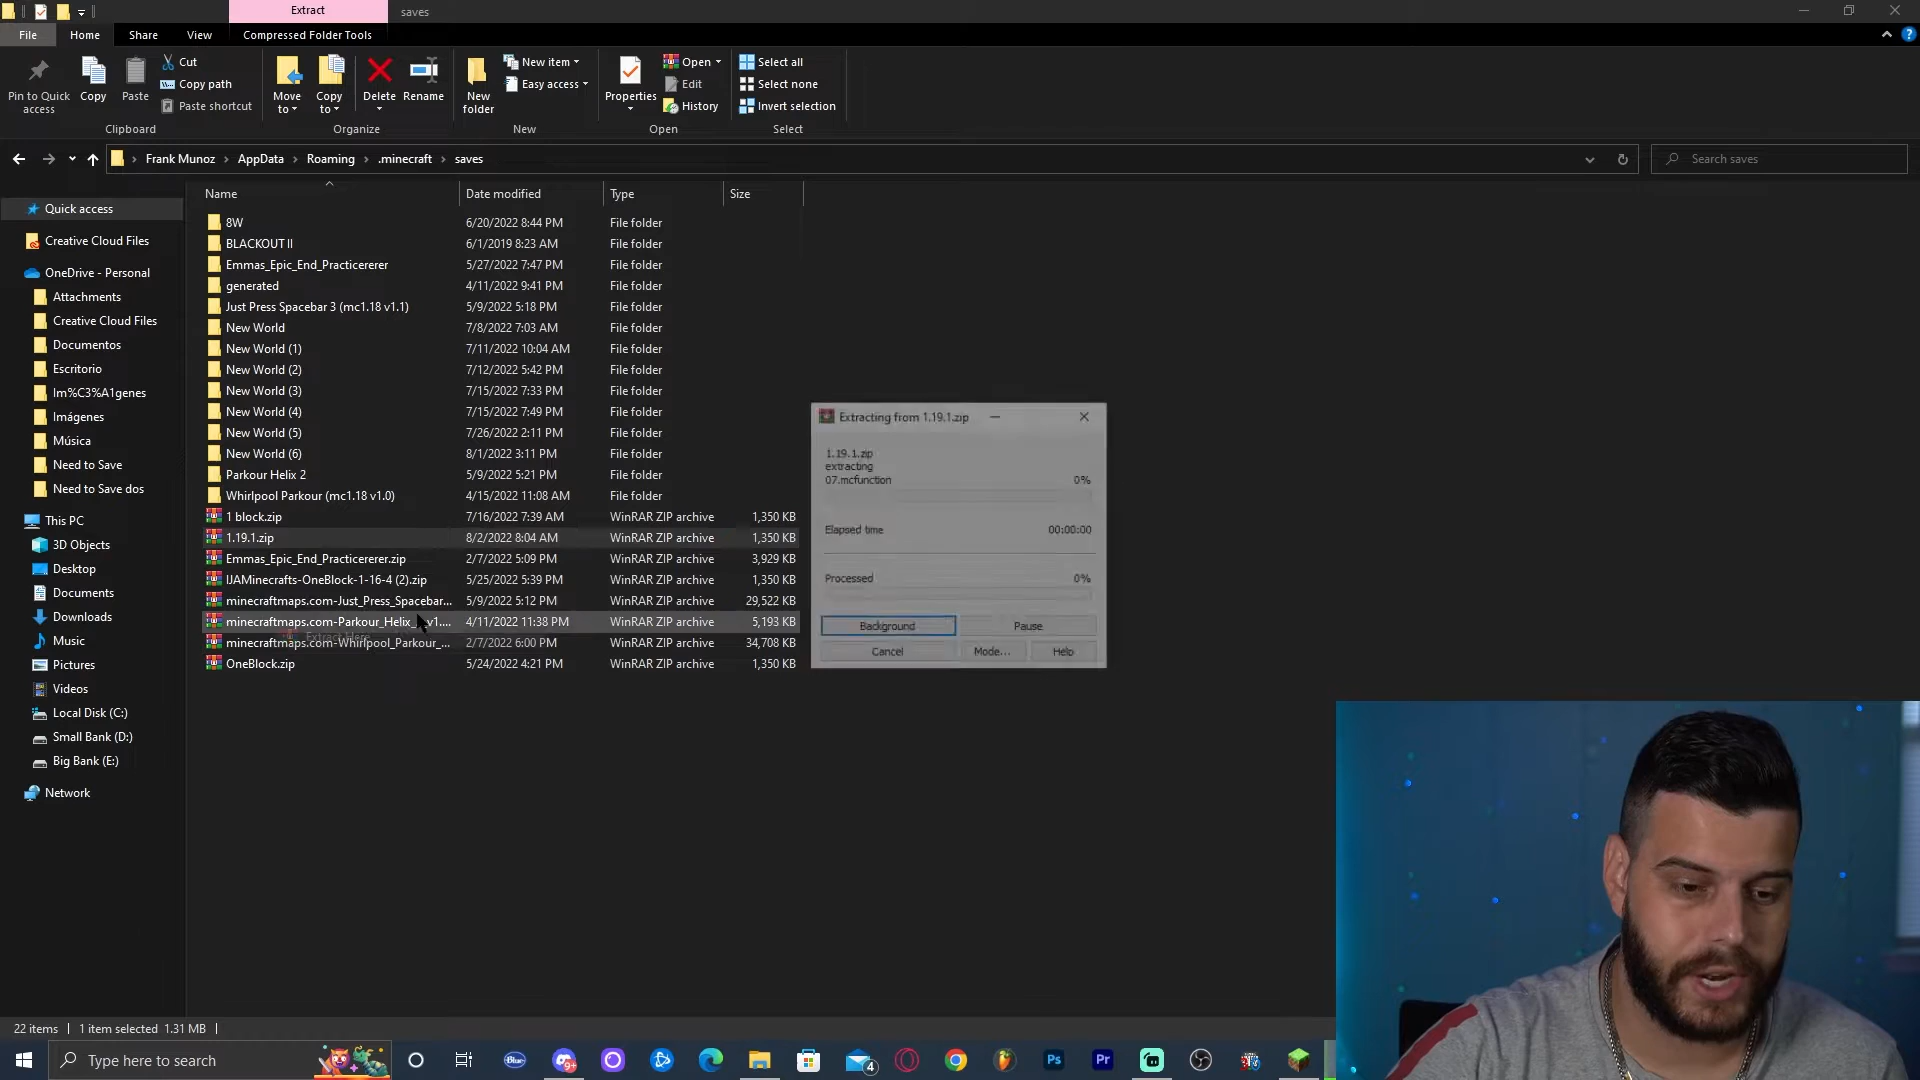 Extract
saves
File
Home
Share
View
Compressed Folder Tools
Pin to Quick access
Copy
Paste
Cut
Copy path
Paste shortcut
Clipboard
Move to
Copy to
Delete
Rename
Organize
New folder
New item
Easy access
New
Properties
Open
Edit
History
Open
Select all
Select none
Invert selection
Select
Frank Munoz
AppData
Roaming
.minecraft
saves
Search saves
Quick access
Creative Cloud Files
OneDrive - Personal
Attachments
Creative Cloud Files
Documentos
Escritorio
Im%C3%A1genes
Imágenes
Música
Need to Save
Need to Save dos
This PC
3D Objects
Desktop
Documents
Downloads
Music
Pictures
Videos
Local Disk (C:)
Small Bank (D:)
Big Bank (E:)
Network
Name Date modified Type Size
8W 6/20/2022 8:44 PM File folder
BLACKOUT II 6/1/2019 8:23 AM File folder
Emmas_Epic_End_Practicererer 5/27/2022 7:47 PM File folder
generated 4/11/2022 9:41 PM File folder
Just Press Spacebar 3 (mc1.18 v1.1) 5/9/2022 5:18 PM File folder
New World 7/8/2022 7:03 AM File folder
New World (1) 7/11/2022 10:04 AM File folder
New World (2) 7/12/2022 5:42 PM File folder
New World (3) 7/15/2022 7:33 PM File folder
New World (4) 7/15/2022 7:49 PM File folder
New World (5) 7/26/2022 2:11 PM File folder
New World (6) 8/1/2022 3:11 PM File folder
Parkour Helix 2 5/9/2022 5:21 PM File folder
Whirlpool Parkour (mc1.18 v1.0) 4/15/2022 11:08 AM File folder
1 block.zip 7/16/2022 7:39 AM WinRAR ZIP archive 1,350 KB
1.19.1.zip 8/2/2022 8:04 AM WinRAR ZIP archive 1,350 KB
Emmas_Epic_End_Practicererer.zip 2/7/2022 5:09 PM WinRAR ZIP archive 3,929 KB
IJAMinecrafts-OneBlock-1-16-4 (2).zip 5/25/2022 5:39 PM WinRAR ZIP archive 1,350 KB
minecraftmaps.com-Just_Press_Spacebar... 5/9/2022 5:12 PM WinRAR ZIP archive 29,522 KB
minecraftmaps.com-Parkour_Helix_ v1.... 4/11/2022 11:38 PM WinRAR ZIP archive 5,193 KB
Extract Here
minecraftmaps.com-Whirlpool_Parkour_... 2/7/2022 6:00 PM WinRAR ZIP archive 34,708 KB
OneBlock.zip 5/24/2022 4:21 PM WinRAR ZIP archive 1,350 KB
Extracting from 1.19.1.zip
1.19.1.zip
extracting
07.mcfunction 0%
Elapsed time 00:00:00
Processed 0%
Background Pause
Cancel Mode... Help
22 items 1 item selected 1.31 MB
Type here to search
Blue
9+
4
Ps
Pr